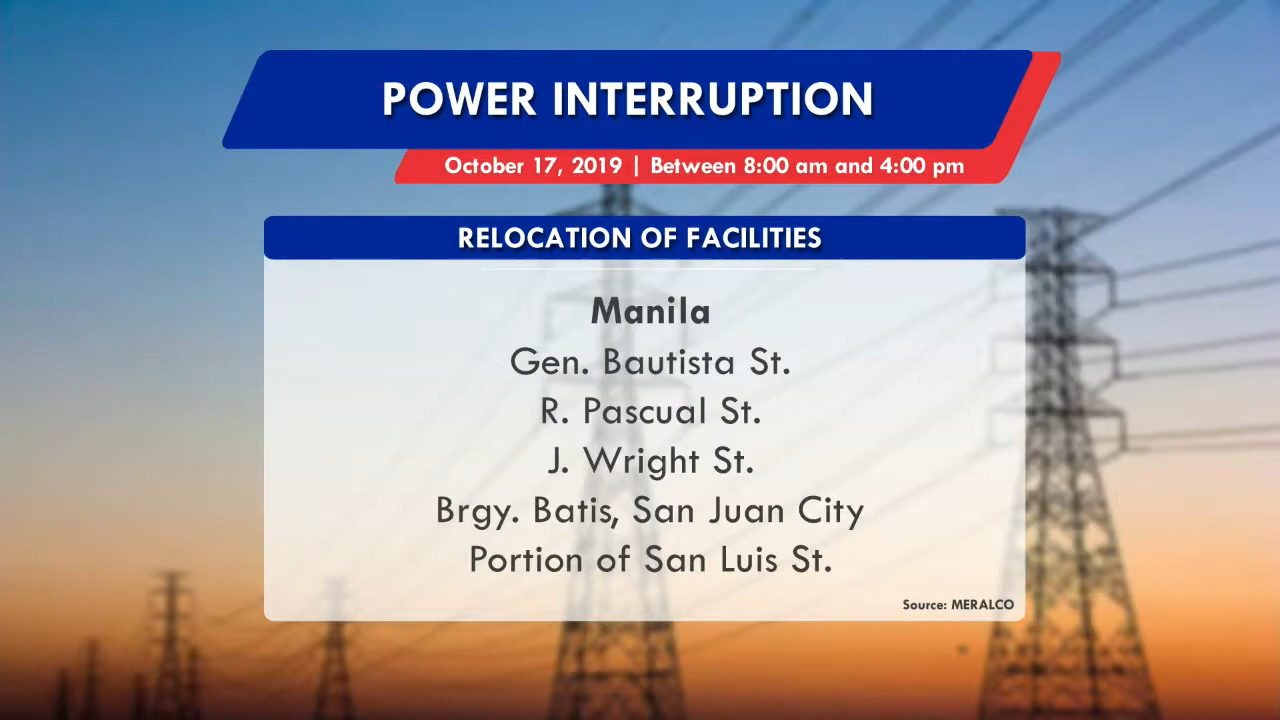 POWER INTERRUPTION
October 17, 2019 | Between 8:00 am and 4:00 pm
RELOCATION OF FACILITIES
Manila
Gen. Bautista St.
R. Pascual St.
J. Wright St.
Brgy. Batis, San Juan City
Portion of San Luis St.
Source: MERALCO